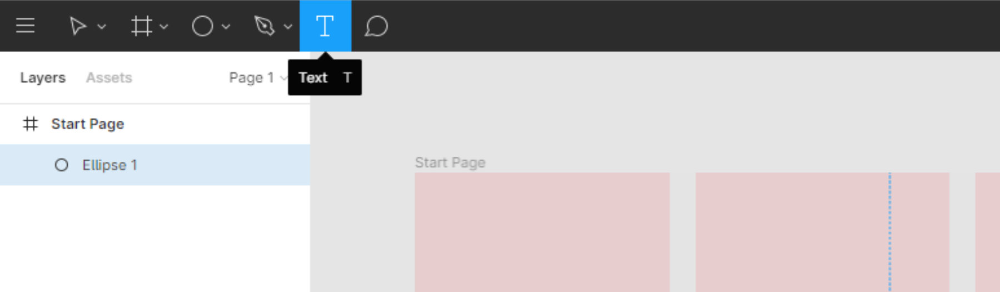 T
Layers Assets Page 1
Text T
Start Page
Ellipse 1
Start Page